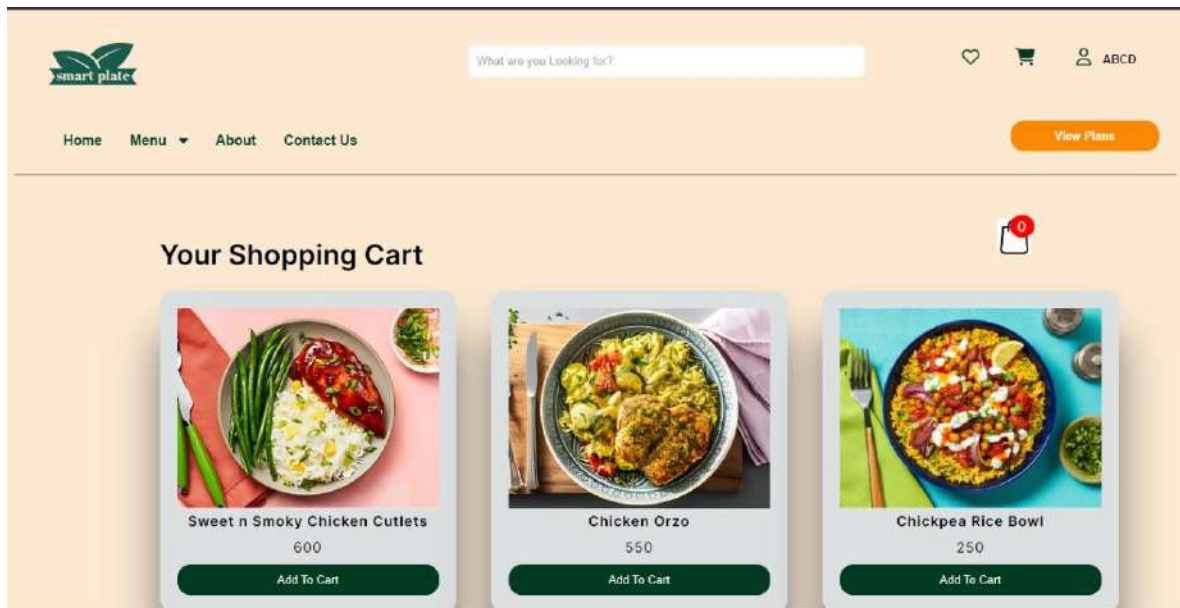 smart plate
What are you Looking for?
ABCD
Home Menu About Contact Us
View Plans
0
Your Shopping Cart
Sweet n Smoky Chicken Cutlets
600
Add To Cart
Chicken Orzo
550
Add To Cart
Chickpea Rice Bowl
250
Add To Cart